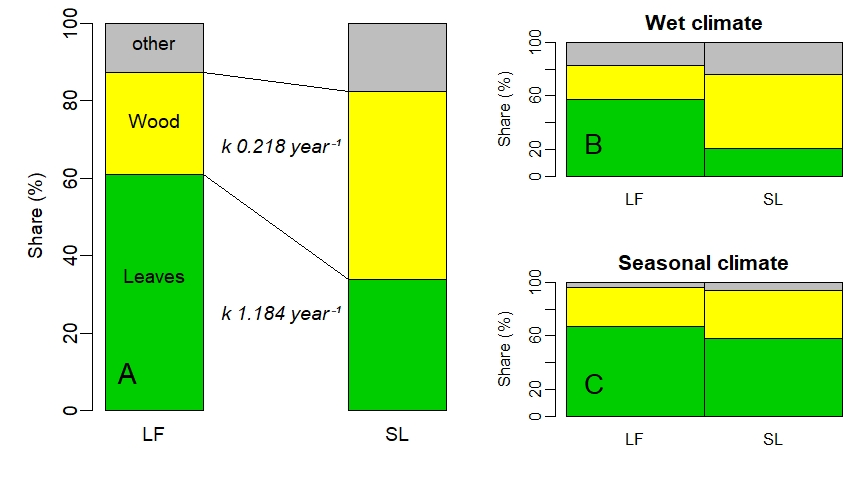 100
80
60
40
20
0
Share (%)
other
Wood
Leaves
A
k 0.218 year⁻¹
k 1.184 year⁻¹
LF
SL
Wet climate
100
60
20
0
Share (%)
B
LF
SL
Seasonal climate
100
60
20
0
Share (%)
C
LF
SL